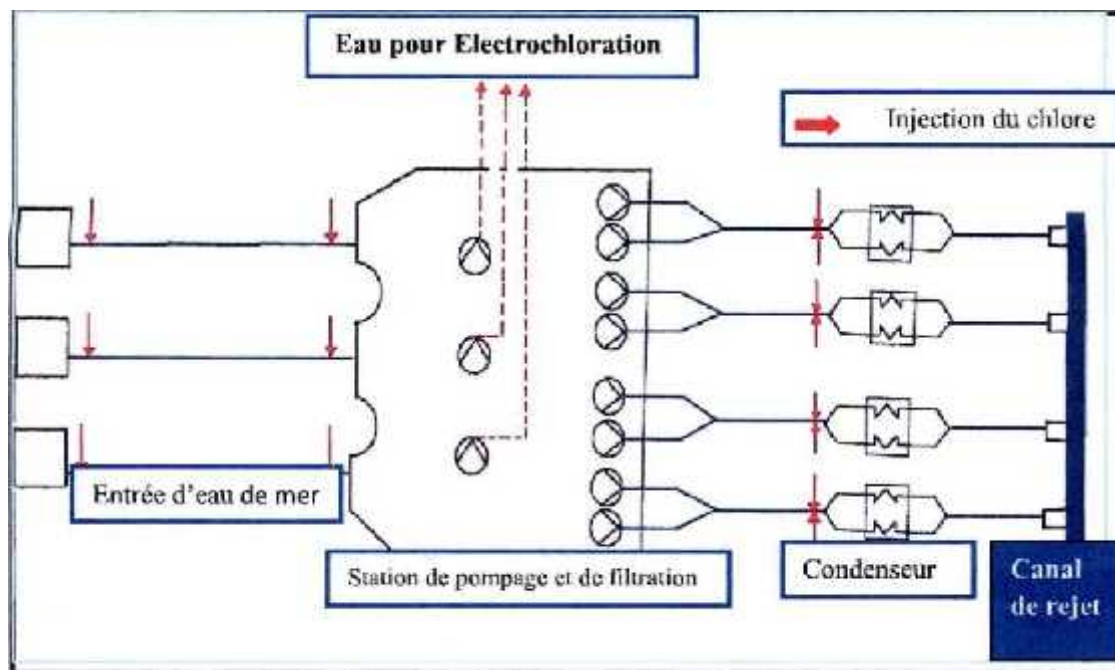 Eau pour Electrochloration
Injection du chlore
Entrée d'eau de mer
Station de pompage et de filtration
Condenseur
Canal
de rejet